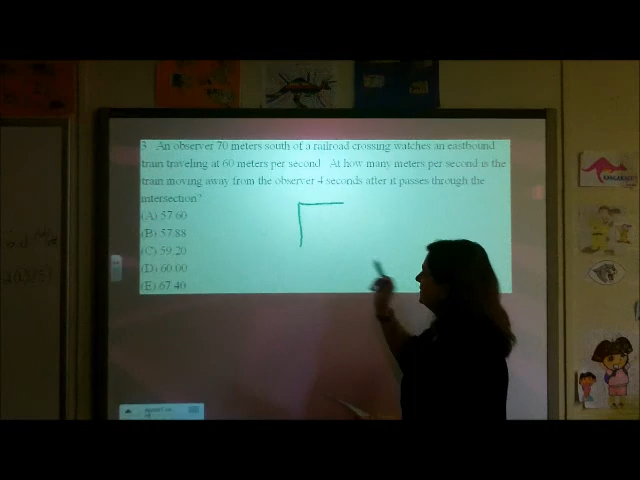 3 An observer 70 meters south of a railroad crossing watches an eastbound
train traveling at 60 meters per second. At how many meters per second is the
train moving away from the observer 4 seconds after it passes through the
intersection?
(A) 57.60
(B) 57.88
(C) 59.20
(D) 60.00
(E) 67.40